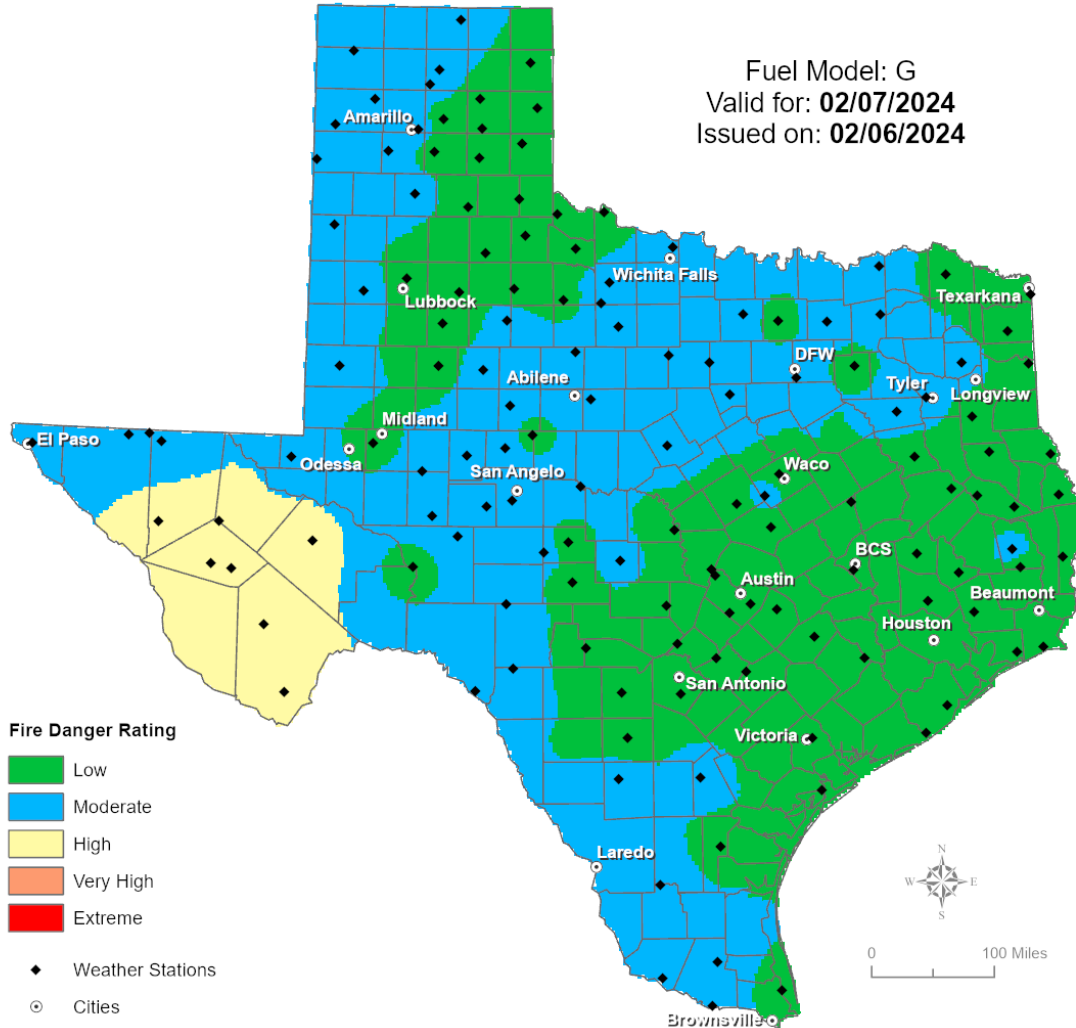 Fuel Model: G
Valid for: 02/07/2024
Issued on: 02/06/2024
Amarillo
Wichita Falls
Lubbock
Texarkana
DFW
Abilene
Tyler
Longview
Midland
El Paso
Odessa
San Angelo
Waco
BCS
Austin
Beaumont
Houston
San Antonio
Victoria
Laredo
Brownsville
Fire Danger Rating
Low
Moderate
High
Very High
Extreme
Weather Stations
Cities
N
W E
S
0 100 Miles